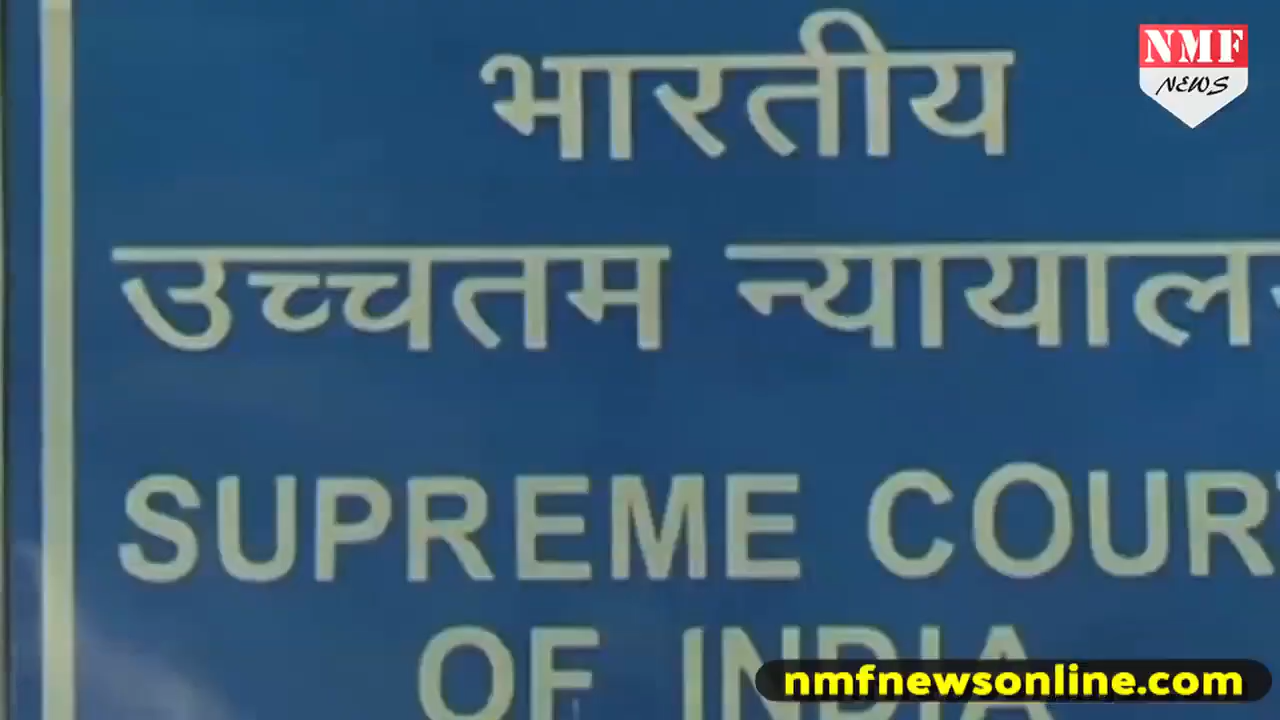 NMF
NEWS
भारतीय
उच्चतम न्यायाल
SUPREME COUR
OF INDIA
nmfnewsonline.com